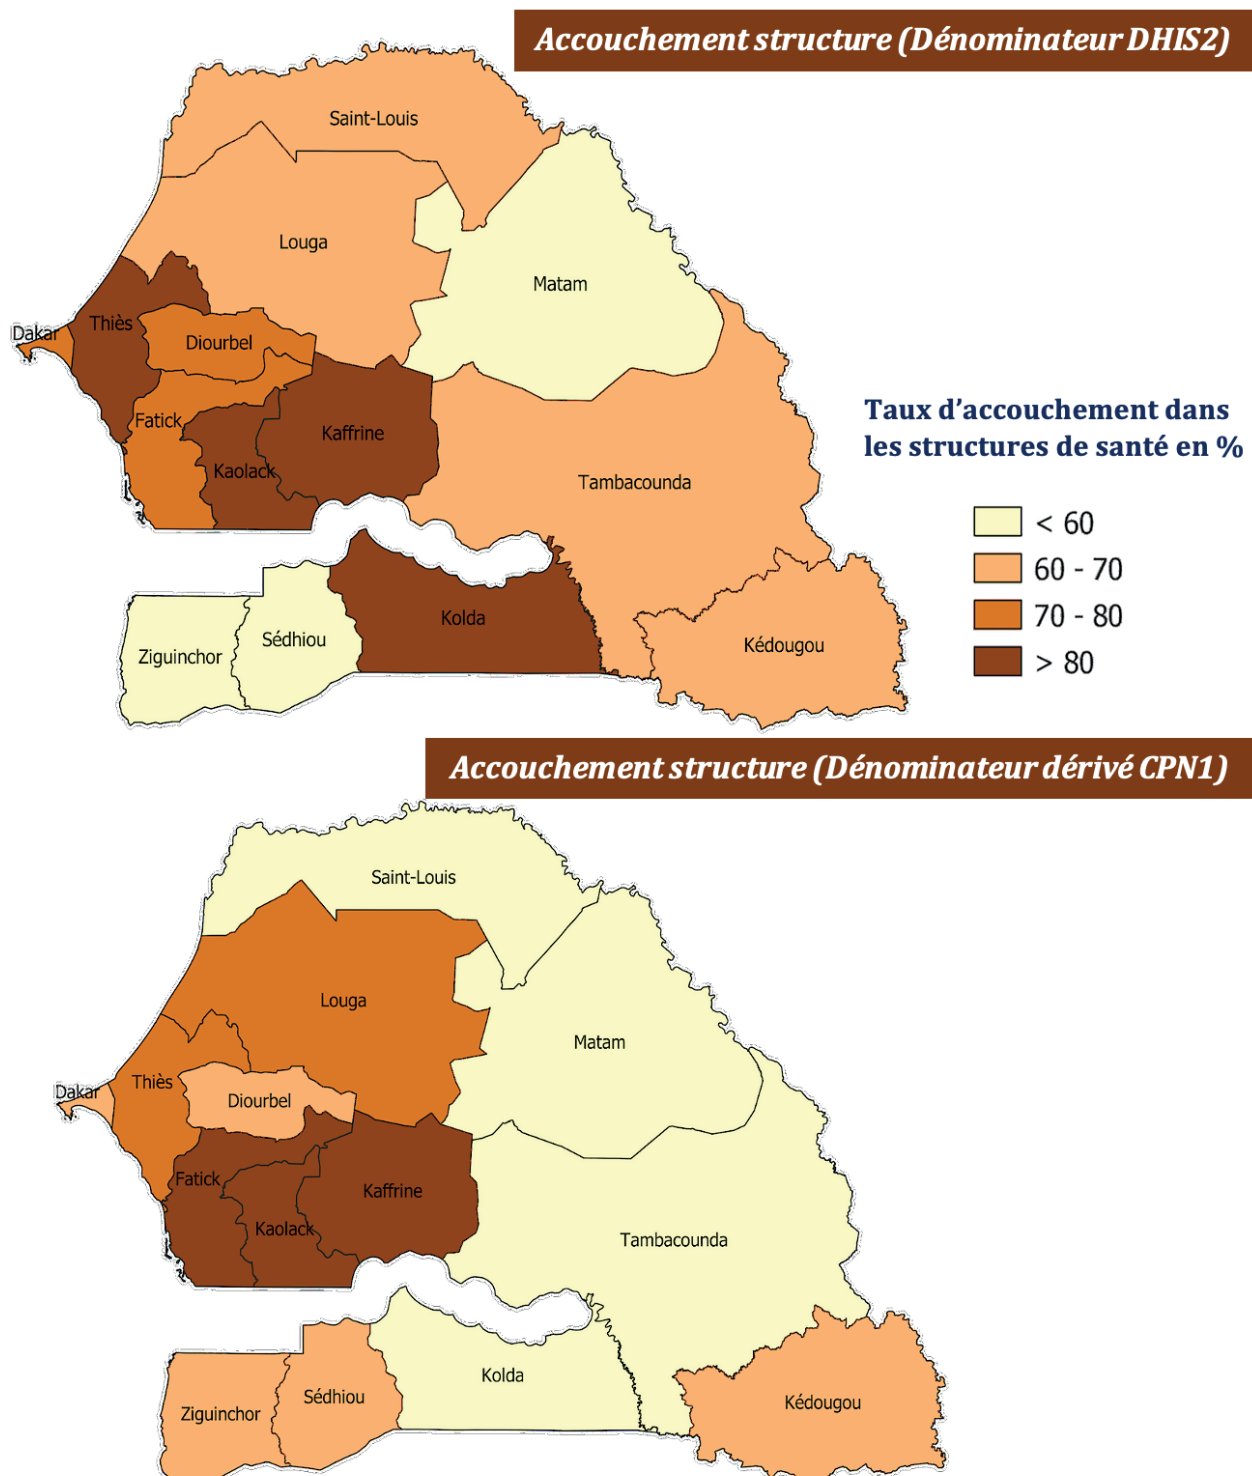 Accouchement structure (Dénominateur DHIS2)
Saint-Louis
Louga
Matam
Dakar
Thiès
Diourbel
Fatick
Kaffrine
Kaolack
Tambacounda
Taux d’accouchement dans
les structures de santé en %
< 60
60 - 70
70 - 80
> 80
Kolda
Sédhiou
Ziguinchor
Kédougou
Accouchement structure (Dénominateur dérivé CPN1)
Saint-Louis
Louga
Matam
Dakar
Thiès
Diourbel
Fatick
Kaffrine
Kaolack
Tambacounda
Kolda
Sédhiou
Ziguinchor
Kédougou